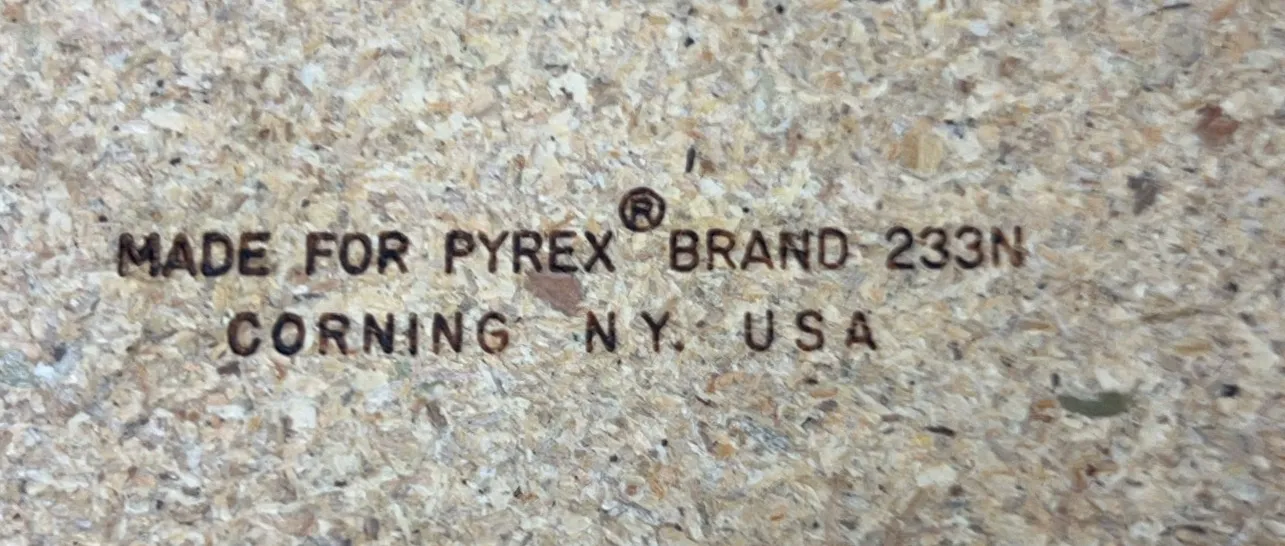 MADE FOR PYREX® BRAND 233N
CORNING N.Y. USA